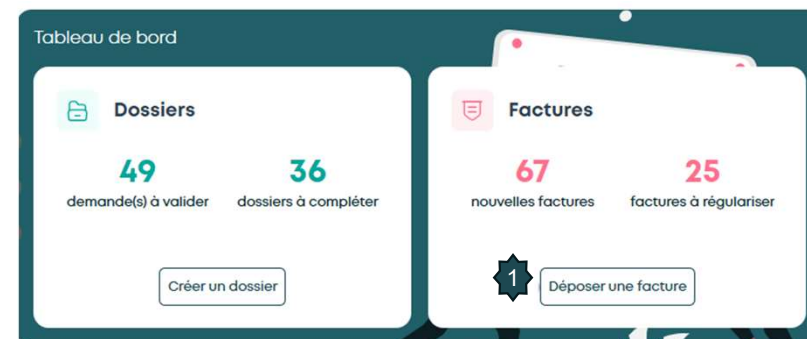 Tableau de bord
Dossiers
49
demande(s) à valider
36
dossiers à compléter
Créer un dossier
Factures
67
nouvelles factures
25
factures à régulariser
1
Déposer une facture